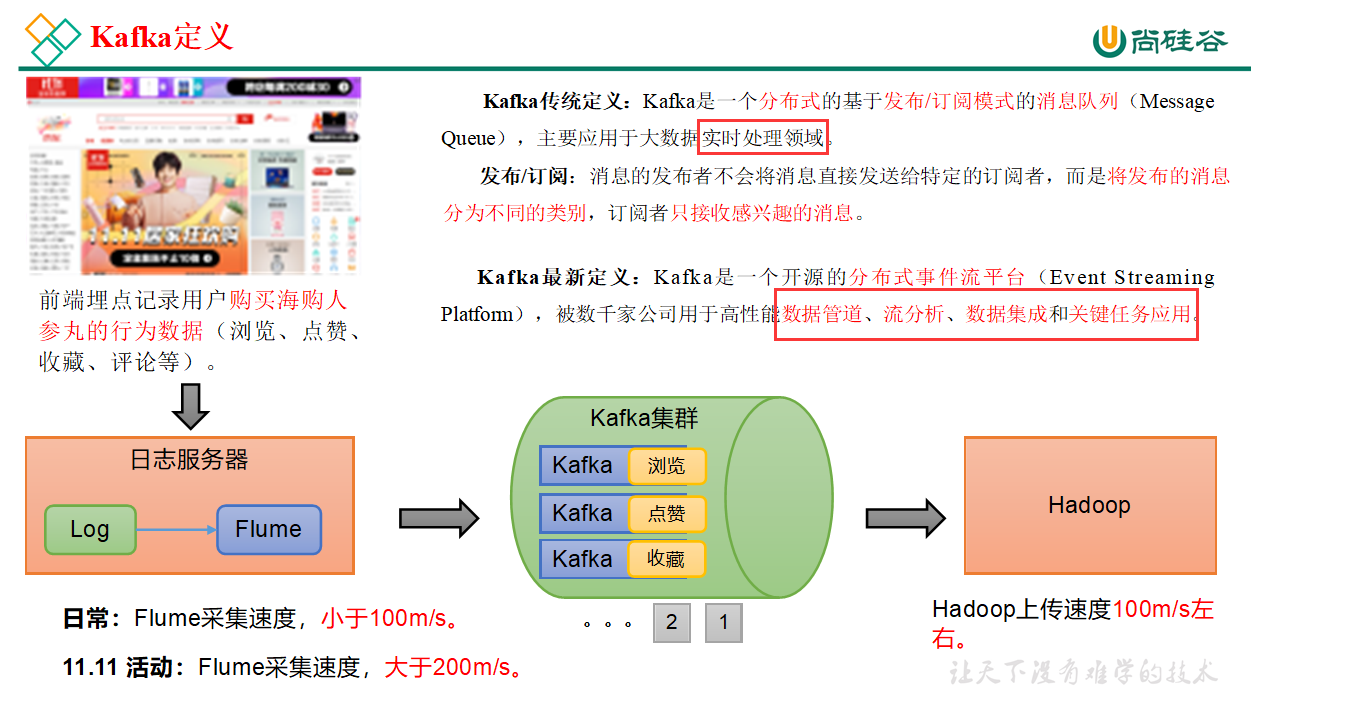 Kafka定义
尚硅谷
Kafka传统定义：Kafka是一个分布式的基于发布/订阅模式的消息队列（Message
Queue），主要应用于大数据实时处理领域。
发布/订阅：消息的发布者不会将消息直接发送给特定的订阅者，而是将发布的消息
分为不同的类别，订阅者只接收感兴趣的消息。
Kafka最新定义：Kafka是一个开源的分布式事件流平台（Event Streaming
Platform），被数千家公司用于高性能数据管道、流分析、数据集成和关键任务应用。
11.11
前端埋点记录用户购买海购人
参丸的行为数据（浏览、点赞、
收藏、评论等）。
日志服务器
Log
Flume
Kafka集群
Kafka 浏览
Kafka 点赞
Kafka 收藏
。。。 2 1
Hadoop
日常：Flume采集速度，小于100m/s。
11.11 活动：Flume采集速度，大于200m/s。
Hadoop上传速度100m/s左
右。
让天下没有难学的技术